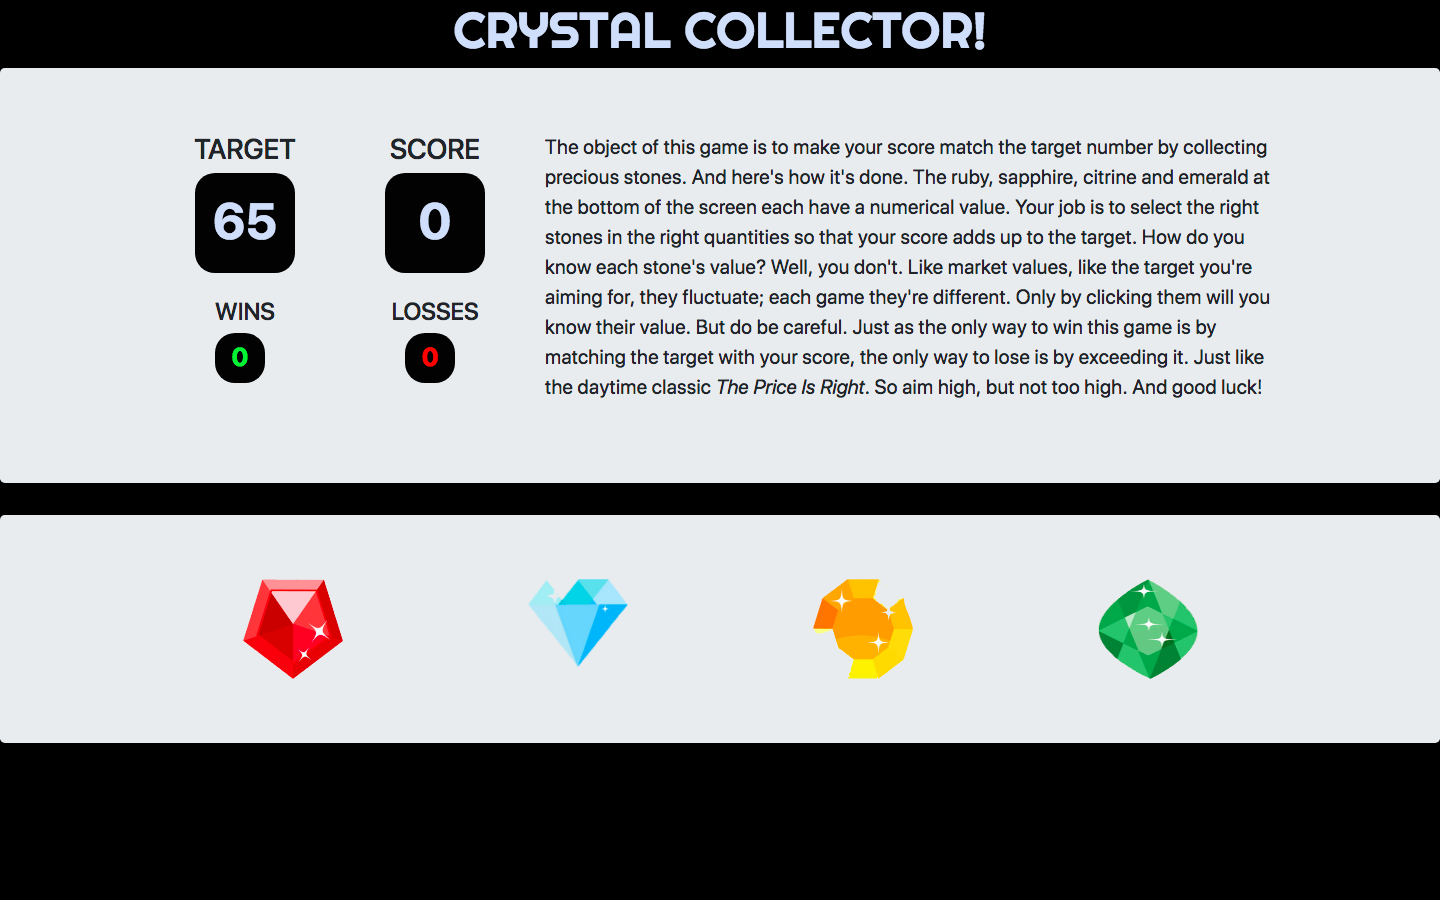 CRYSTAL COLLECTOR!
TARGET
65
SCORE
0
WINS
0
LOSSES
0
The object of this game is to make your score match the target number by collecting
precious stones. And here's how it's done. The ruby, sapphire, citrine and emerald at
the bottom of the screen each have a numerical value. Your job is to select the right
stones in the right quantities so that your score adds up to the target. How do you
know each stone's value? Well, you don't. Like market values, like the target you're
aiming for, they fluctuate; each game they're different. Only by clicking them will you
know their value. But do be careful. Just as the only way to win this game is by
matching the target with your score, the only way to lose is by exceeding it. Just like
the daytime classic The Price Is Right. So aim high, but not too high. And good luck!